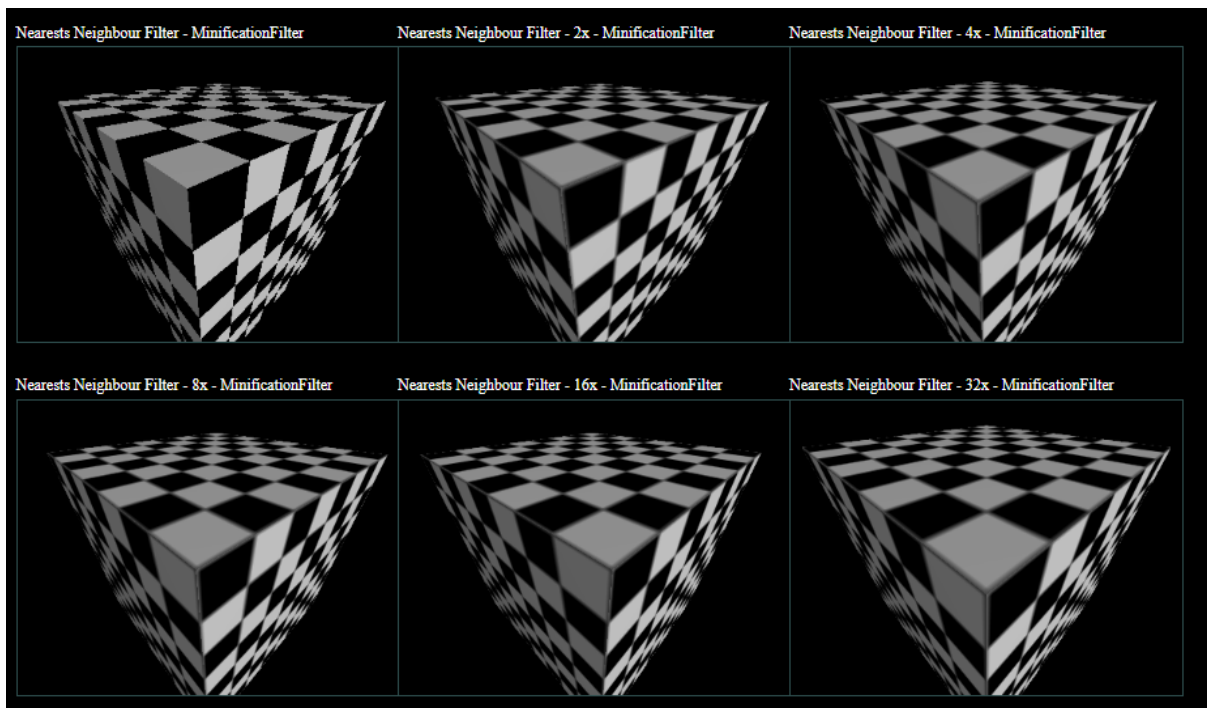 Nearests Neighbour Filter - MinificationFilter
Nearests Neighbour Filter - 2x - MinificationFilter
Nearests Neighbour Filter - 4x - MinificationFilter
Nearests Neighbour Filter - 8x - MinificationFilter
Nearests Neighbour Filter - 16x - MinificationFilter
Nearests Neighbour Filter - 32x - MinificationFilter